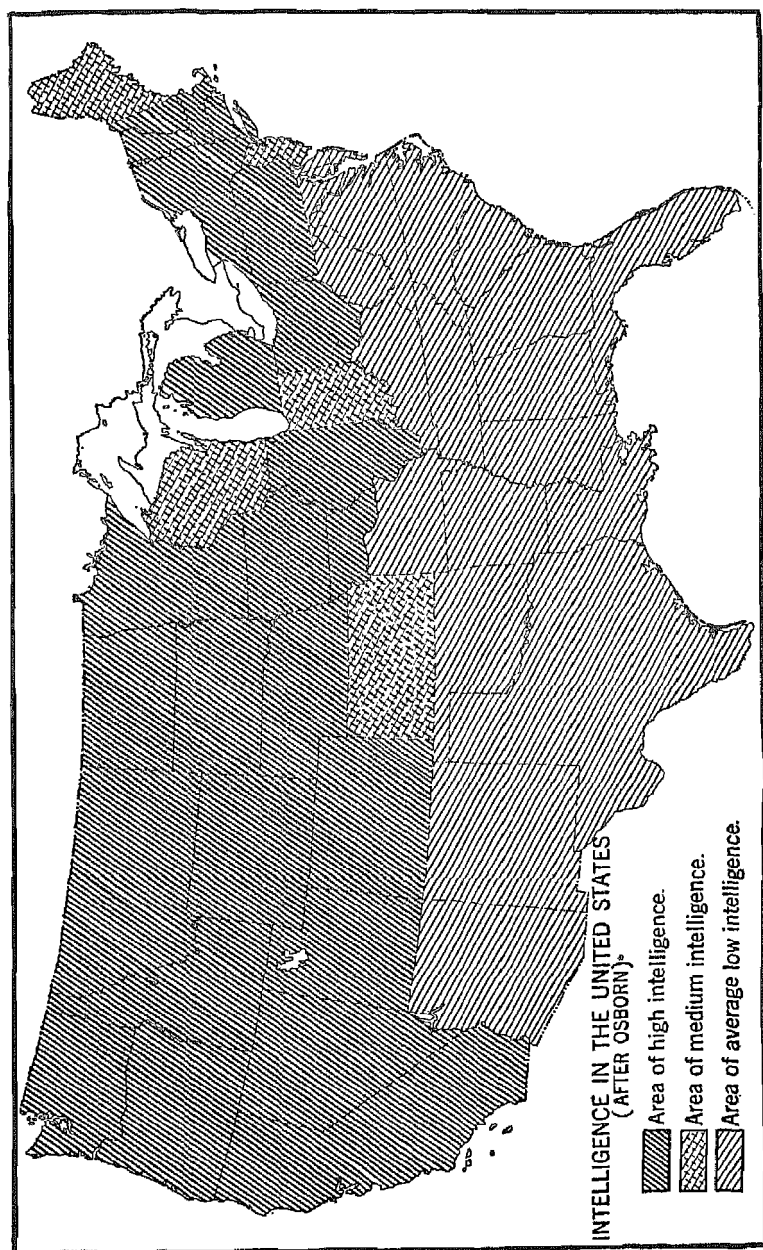 INTELLIGENCE IN THE UNITED STATES
(AFTER OSBORN)*
Area of high intelligence.
Area of medium intelligence.
Area of average low intelligence.